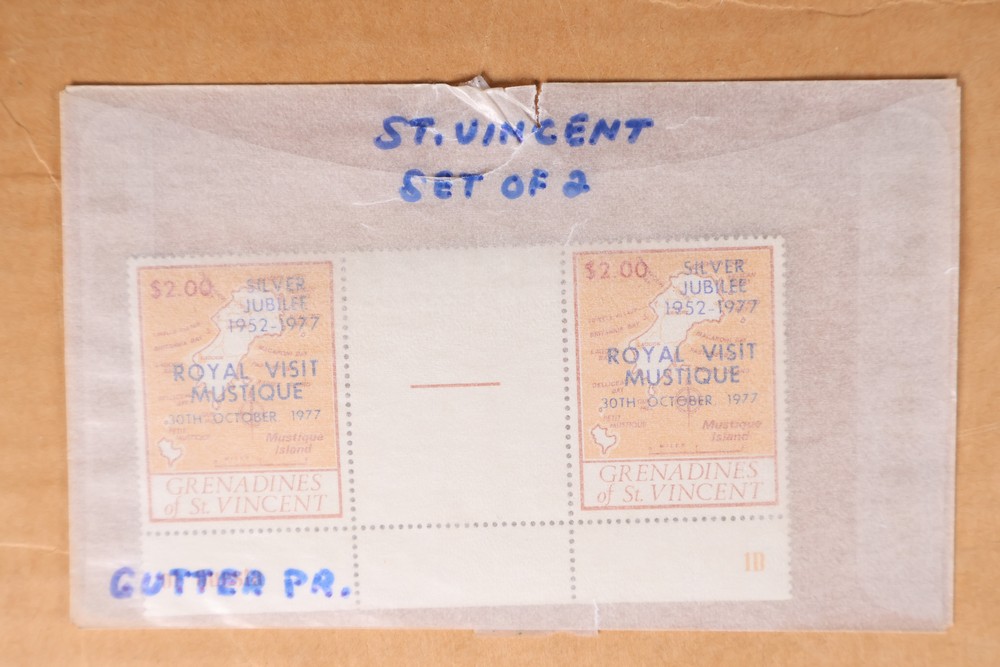 ST. VINCENT
SET OF 2
$2.00
SILVER
JUBILEE
1952-1977
ROYAL VISIT
MUSTIQUE
30TH OCTOBER 1977
Mustique
Island
GRENADINES
of St. VINCENT
$2.00
SILVER
JUBILEE
1952-1977
ROYAL VISIT
MUSTIQUE
30TH OCTOBER 1977
Mustique
Island
MILES
GRENADINES
of St. VINCENT
GUTTER PR.
1B